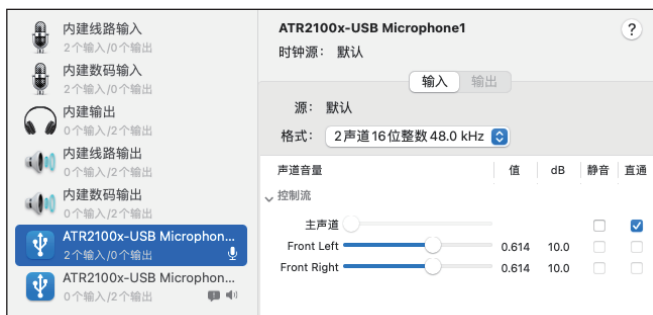 内建线路输入
2个输入/0个输出
内建数码输入
2个输入/0个输出
内建输出
0个输入/2个输出
内建线路输出
0个输入/2个输出
内建数码输出
0个输入/2个输出
ATR2100x-USB Microphon...
2个输入/0个输出
ATR2100x-USB Microphon...
0个输入/2个输出
ATR2100x-USB Microphone1
?
时钟源： 默认
输入 输出
源： 默认
格式： 2声道16位整数48.0 kHz
声道音量 值 dB 静音 直通
控制流
主声道
Front Left 0.614 10.0
Front Right 0.614 10.0